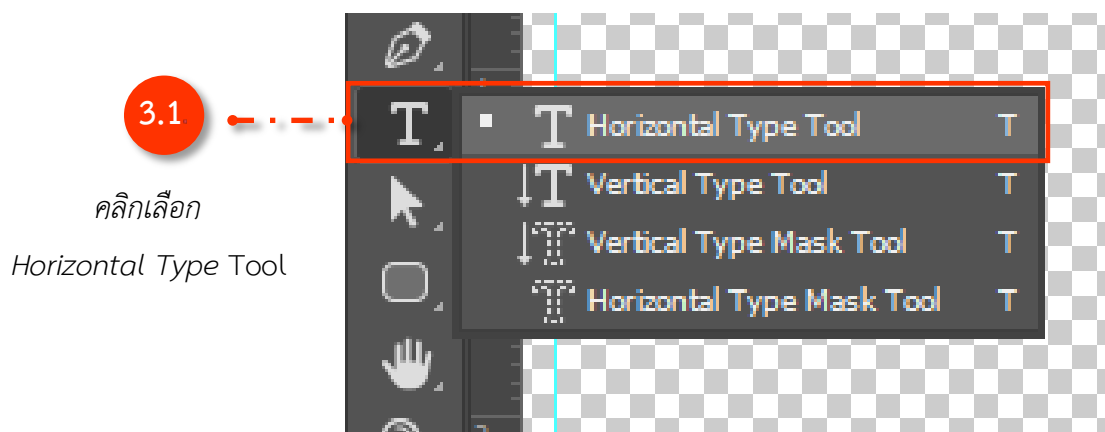 3.1.
คลิกเลือก
Horizontal Type Tool
T Horizontal Type Tool T
T Vertical Type Tool T
T Vertical Type Mask Tool T
T Horizontal Type Mask Tool T